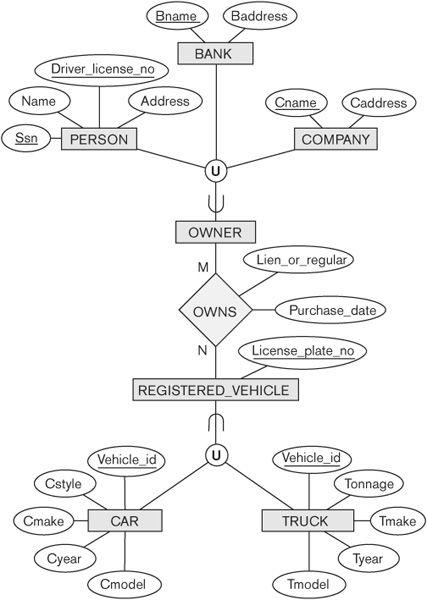 Bname
Baddress
BANK
Driver_license_no
Name
Address
Cname
Caddress
Ssn
PERSON
COMPANY
U
OWNER
M
Lien_or_regular
OWNS
Purchase_date
N
License_plate_no
REGISTERED_VEHICLE
U
Vehicle_id
Vehicle_id
Cstyle
Tonnage
Cmake
CAR
TRUCK
Tmake
Cyear
Tyear
Cmodel
Tmodel